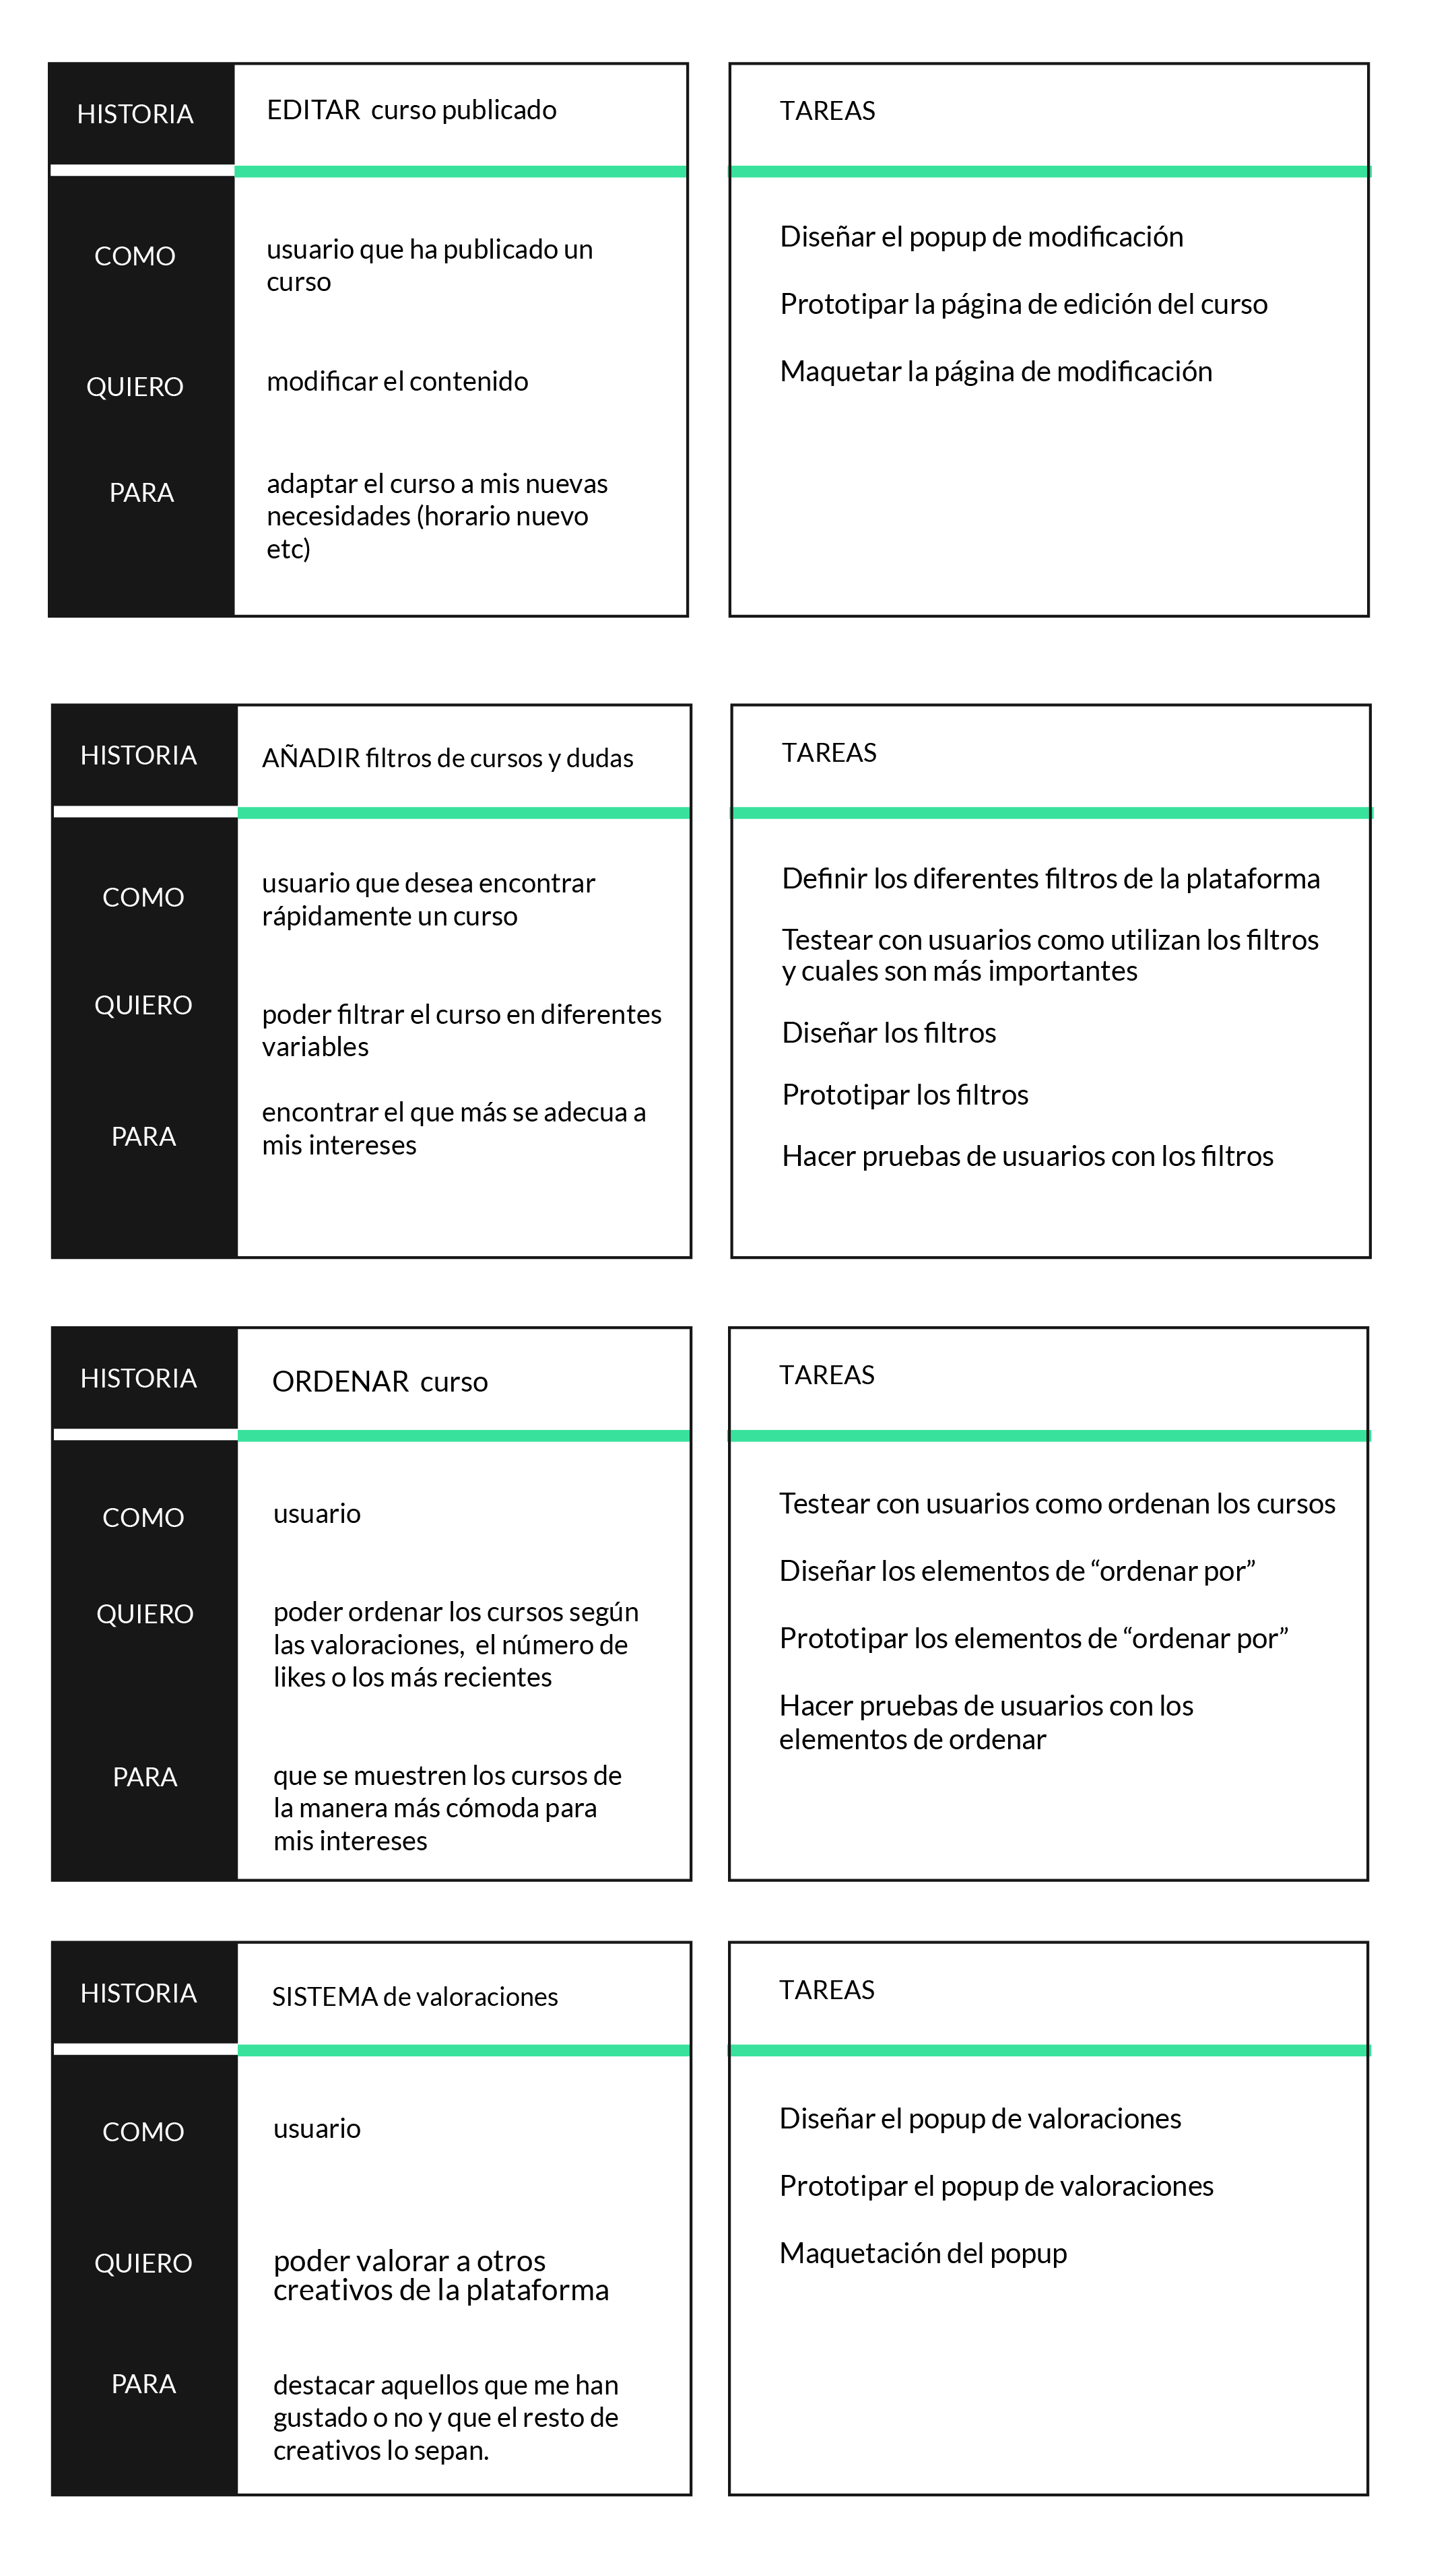 HISTORIA
EDITAR curso publicado
COMO
usuario que ha publicado un
curso
QUIERO
modificar el contenido
PARA
adaptar el curso a mis nuevas
necesidades (horario nuevo
etc)
TAREAS
Diseñar el popup de modificación
Prototipar la página de edición del curso
Maquetar la página de modificación
HISTORIA
AÑADIR filtros de cursos y dudas
COMO
usuario que desea encontrar
rápidamente un curso
QUIERO
poder filtrar el curso en diferentes
variables
PARA
encontrar el que más se adecua a
mis intereses
TAREAS
Definir los diferentes filtros de la plataforma
Testear con usuarios como utilizan los filtros
y cuales son más importantes
Diseñar los filtros
Prototipar los filtros
Hacer pruebas de usuarios con los filtros
HISTORIA
ORDENAR curso
COMO
usuario
QUIERO
poder ordenar los cursos según
las valoraciones, el número de
likes o los más recientes
PARA
que se muestren los cursos de
la manera más cómoda para
mis intereses
TAREAS
Testear con usuarios como ordenan los cursos
Diseñar los elementos de “ordenar por”
Prototipar los elementos de “ordenar por”
Hacer pruebas de usuarios con los
elementos de ordenar
HISTORIA
SISTEMA de valoraciones
COMO
usuario
QUIERO
poder valorar a otros
creativos de la plataforma
PARA
destacar aquellos que me han
gustado o no y que el resto de
creativos lo sepan.
TAREAS
Diseñar el popup de valoraciones
Prototipar el popup de valoraciones
Maquetación del popup